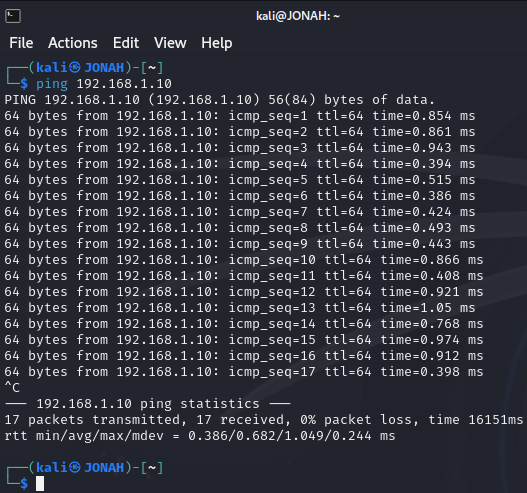 kali@JONAH: ~
File Actions Edit View Help
┌──(kali㉿JONAH)-[~]
└─$ ping 192.168.1.10
PING 192.168.1.10 (192.168.1.10) 56(84) bytes of data.
64 bytes from 192.168.1.10: icmp_seq=1 ttl=64 time=0.854 ms
64 bytes from 192.168.1.10: icmp_seq=2 ttl=64 time=0.861 ms
64 bytes from 192.168.1.10: icmp_seq=3 ttl=64 time=0.943 ms
64 bytes from 192.168.1.10: icmp_seq=4 ttl=64 time=0.394 ms
64 bytes from 192.168.1.10: icmp_seq=5 ttl=64 time=0.515 ms
64 bytes from 192.168.1.10: icmp_seq=6 ttl=64 time=0.386 ms
64 bytes from 192.168.1.10: icmp_seq=7 ttl=64 time=0.424 ms
64 bytes from 192.168.1.10: icmp_seq=8 ttl=64 time=0.493 ms
64 bytes from 192.168.1.10: icmp_seq=9 ttl=64 time=0.443 ms
64 bytes from 192.168.1.10: icmp_seq=10 ttl=64 time=0.866 ms
64 bytes from 192.168.1.10: icmp_seq=11 ttl=64 time=0.408 ms
64 bytes from 192.168.1.10: icmp_seq=12 ttl=64 time=0.921 ms
64 bytes from 192.168.1.10: icmp_seq=13 ttl=64 time=1.05 ms
64 bytes from 192.168.1.10: icmp_seq=14 ttl=64 time=0.768 ms
64 bytes from 192.168.1.10: icmp_seq=15 ttl=64 time=0.974 ms
64 bytes from 192.168.1.10: icmp_seq=16 ttl=64 time=0.912 ms
64 bytes from 192.168.1.10: icmp_seq=17 ttl=64 time=0.398 ms
^C
--- 192.168.1.10 ping statistics ---
17 packets transmitted, 17 received, 0% packet loss, time 16151ms
rtt min/avg/max/mdev = 0.386/0.682/1.049/0.244 ms
┌──(kali㉿JONAH)-[~]
└─$